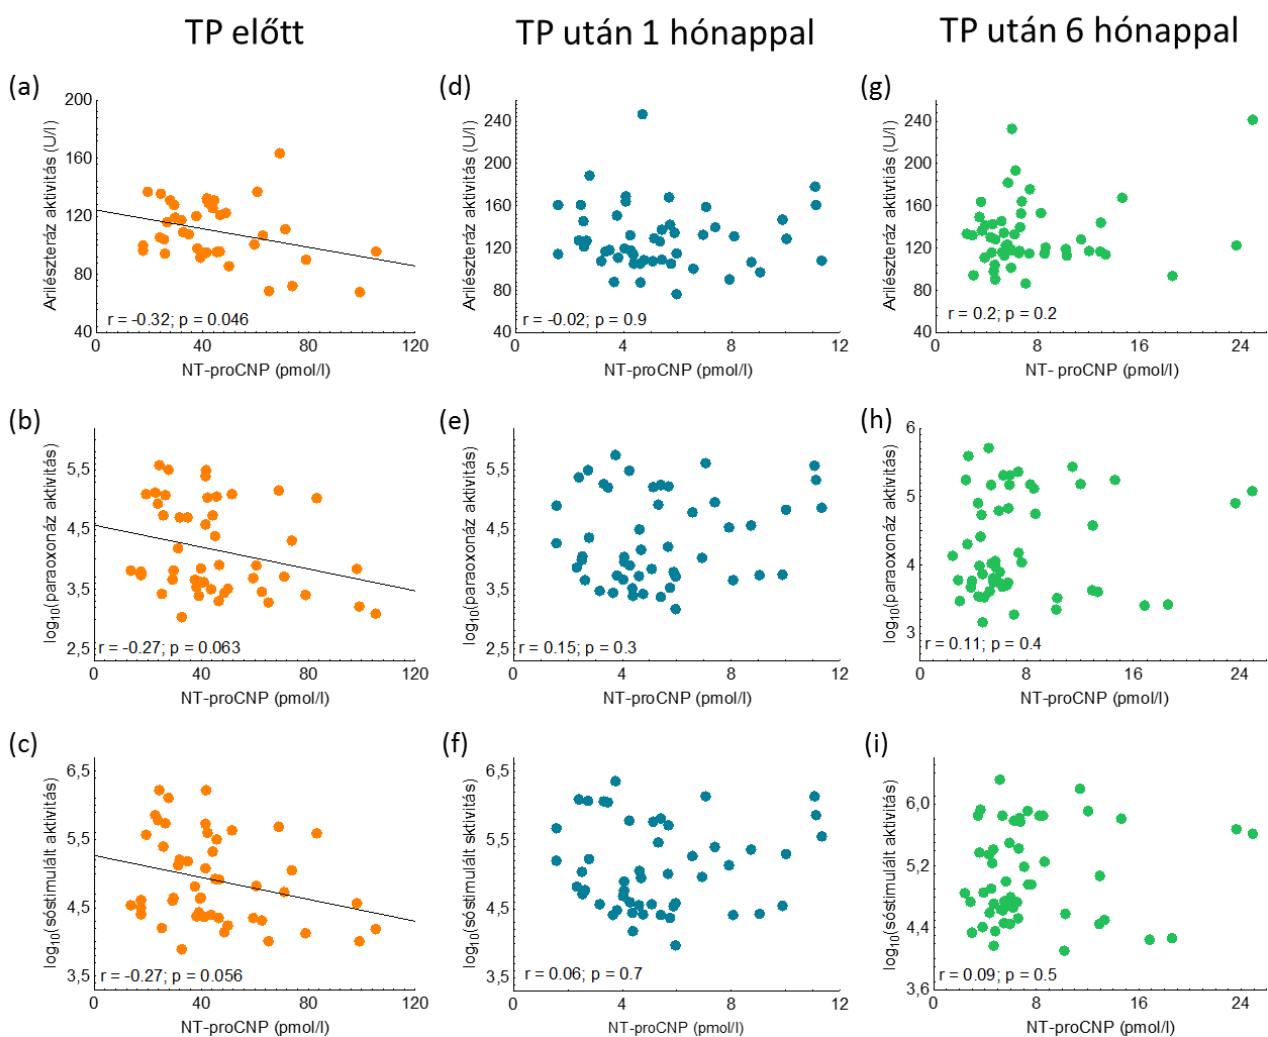 TP előtt
TP után 1 hónappal
TP után 6 hónappal
(a)
Arilészteráz aktivitás (U/l)
200
160
120
80
40
r = -0.32; p = 0.046
0 40 80 120
NT-proCNP (pmol/l)
(d)
Arilészteráz aktivitás (U/l)
240
200
160
120
80
40
r = -0.02; p = 0.9
0 4 8 12
NT-proCNP (pmol/l)
(g)
Arilészteráz aktivitás (U/l)
240
200
160
120
80
40
r = 0.2; p = 0.2
0 8 16 24
NT- proCNP (pmol/l)
(b)
log10(paraoxonáz aktivitás)
5,5
4,5
3,5
2,5
r = -0.27; p = 0.063
0 40 80 120
NT-proCNP (pmol/l)
(e)
log10(paraoxonáz aktivitás)
5,5
4,5
3,5
2,5
r = 0.15; p = 0.3
0 4 8 12
NT-proCNP (pmol/l)
(h)
log10(paraoxonáz aktivitás)
6
5
4
3
r = 0.11; p = 0.4
0 8 16 24
NT-proCNP (pmol/l)
(c)
log10(sóstimulált aktivitás)
6,5
5,5
4,5
3,5
r = -0.27; p = 0.056
0 40 80 120
NT-proCNP (pmol/l)
(f)
log10(sóstimulált sktivitás)
6,5
5,5
4,5
3,5
r = 0.06; p = 0.7
0 4 8 12
NT-proCNP (pmol/l)
(i)
log10(sóstimulált aktivitás)
6,0
5,2
4,4
3,6
r = 0.09; p = 0.5
0 8 16 24
NT-proCNP (pmol/l)